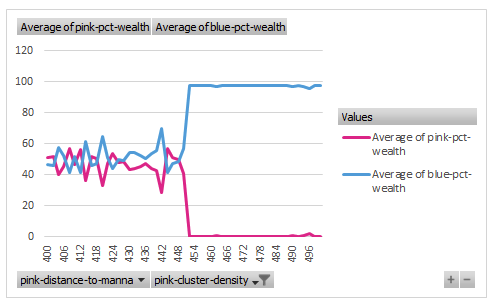 Average of pink-pct-wealth Average of blue-pct-wealth
120
100
80
60
40
20
0
400 406 412 418 424 430 436 442 448 454 460 466 472 478 484 490 496
Values
Average of pink-pct-
wealth
Average of blue-pct-
wealth
pink-distance-to-manna pink-cluster-density
+ −